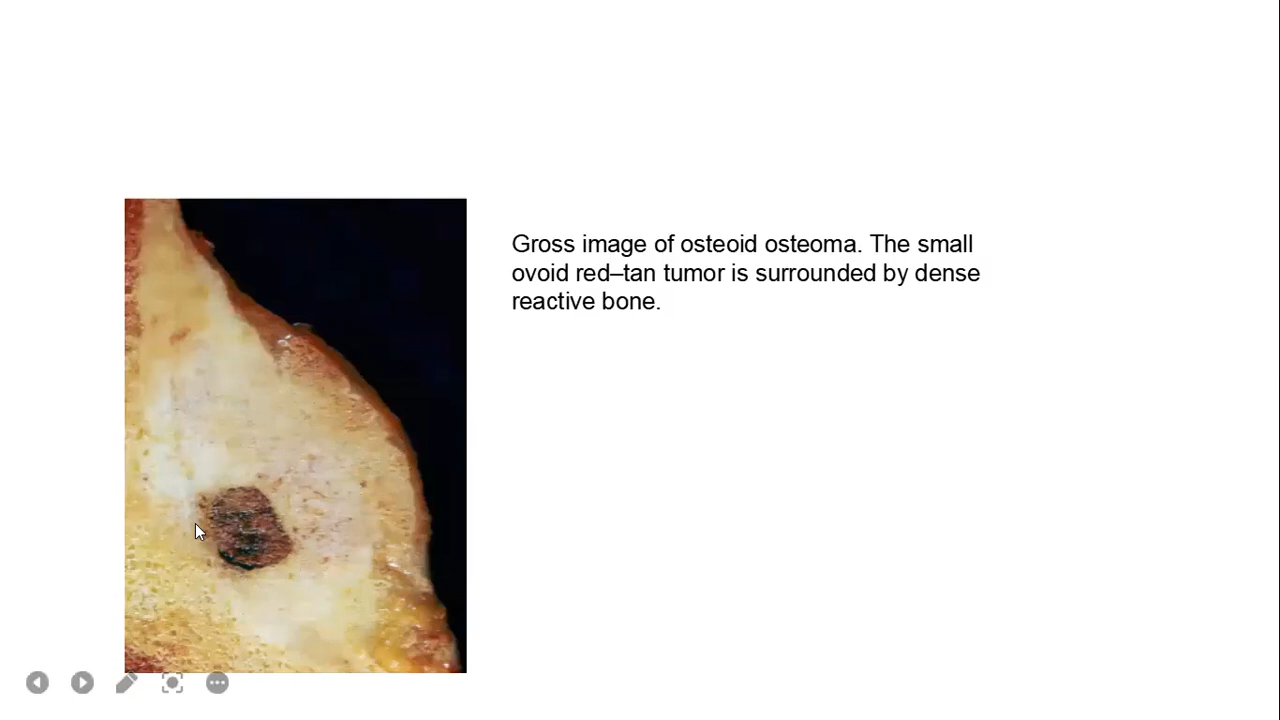 Gross image of osteoid osteoma. The small
ovoid red–tan tumor is surrounded by dense
reactive bone.